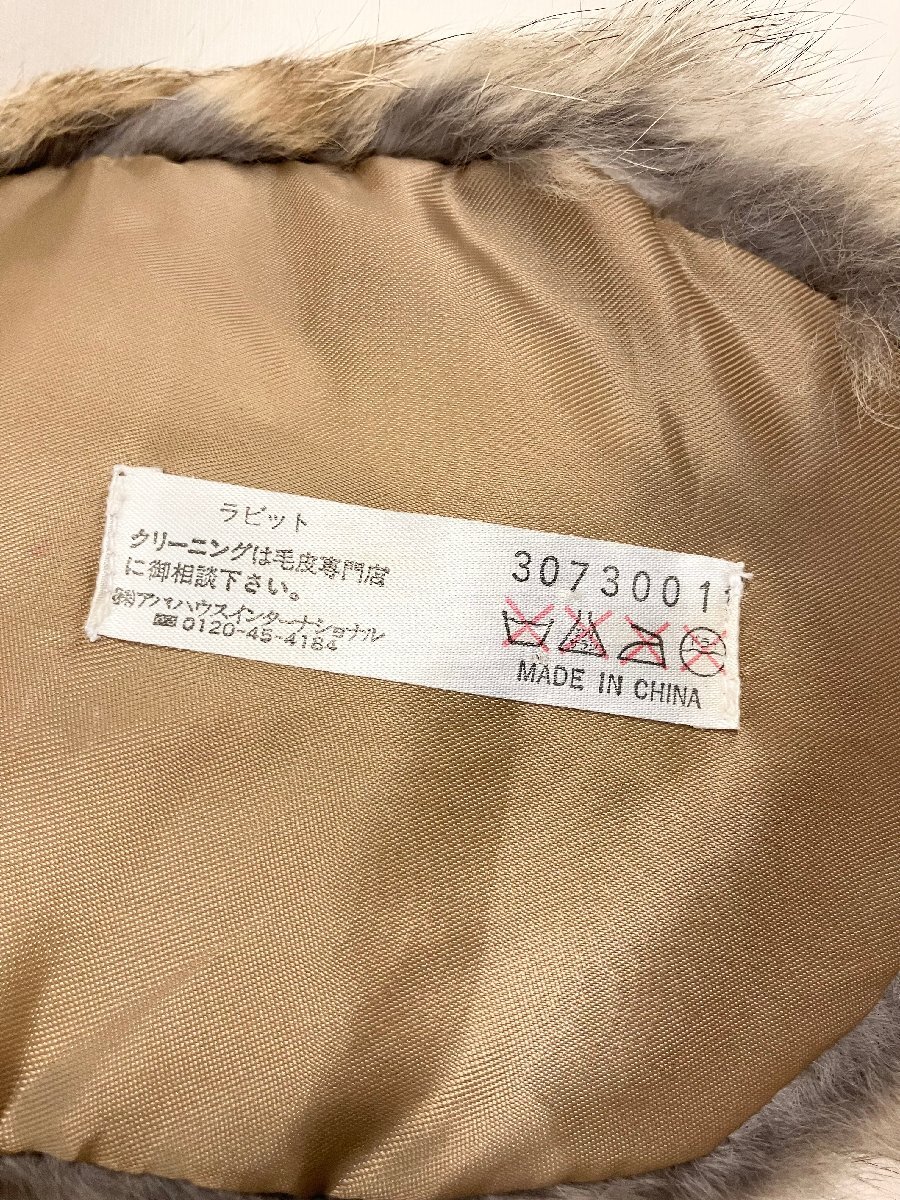 ラビット
クリーニングは毛皮専門店
に御相談下さい。
㈱アクマハウスインターナショナル
0120-45-4184
3073001
MADE IN CHINA